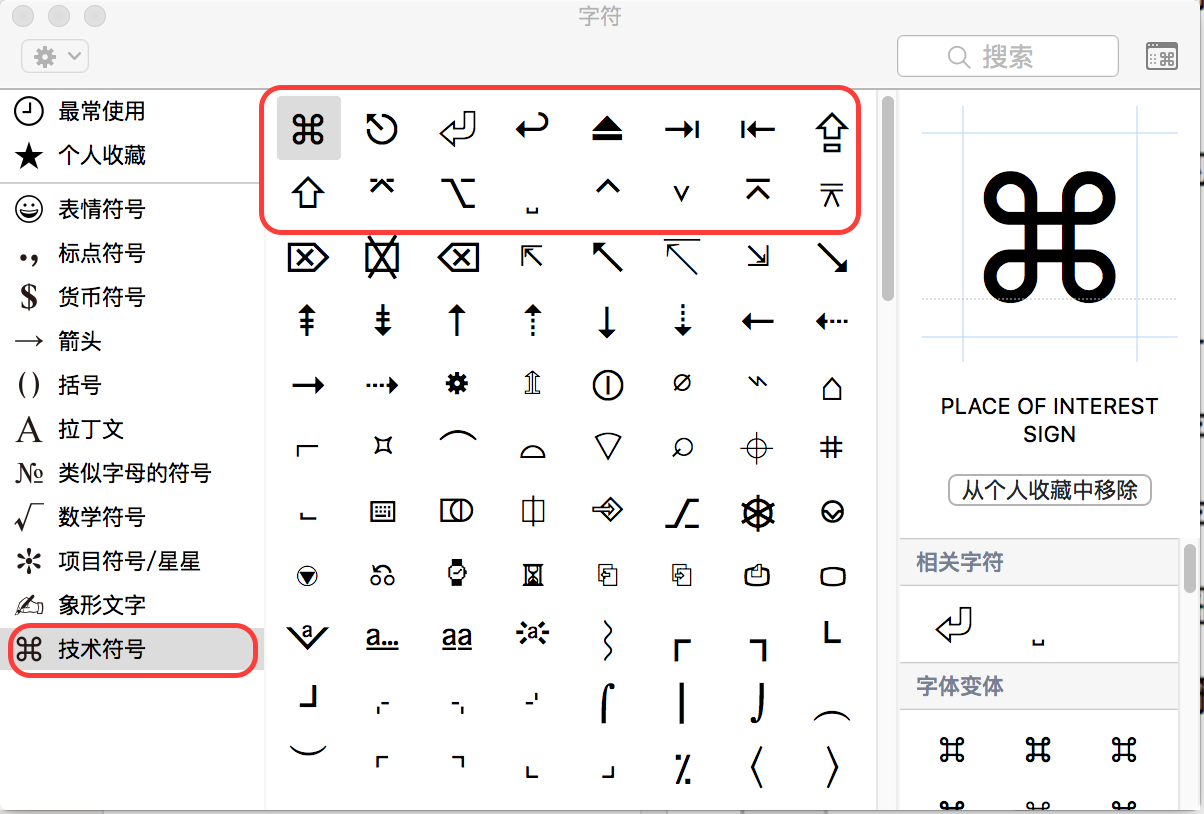 字符
搜索
最常使用
个人收藏
表情符号
标点符号
货币符号
箭头
括号
拉丁文
类似字母的符号
数学符号
项目符号/星星
象形文字
技术符号
PLACE OF INTEREST
SIGN
从个人收藏中移除
相关字符
字体变体